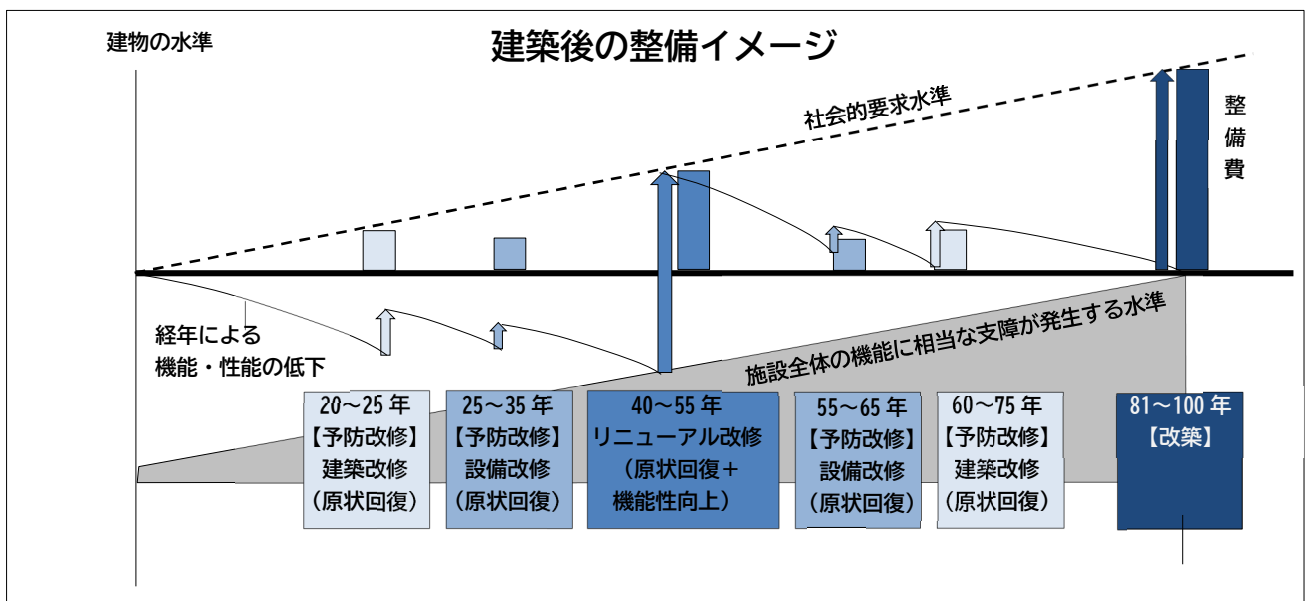 建物の水準
建築後の整備イメージ
社会的要求水準
整備費
経年による
機能・性能の低下
施設全体の機能に相当な支障が発生する水準
20～25 年
【予防改修】
建築改修
(原状回復)
25～35 年
【予防改修】
設備改修
(原状回復)
40～55 年
リニューアル改修
（原状回復＋
機能性向上）
55～65 年
【予防改修】
設備改修
(原状回復)
60～75 年
【予防改修】
建築改修
(原状回復)
81～100 年
【改築】